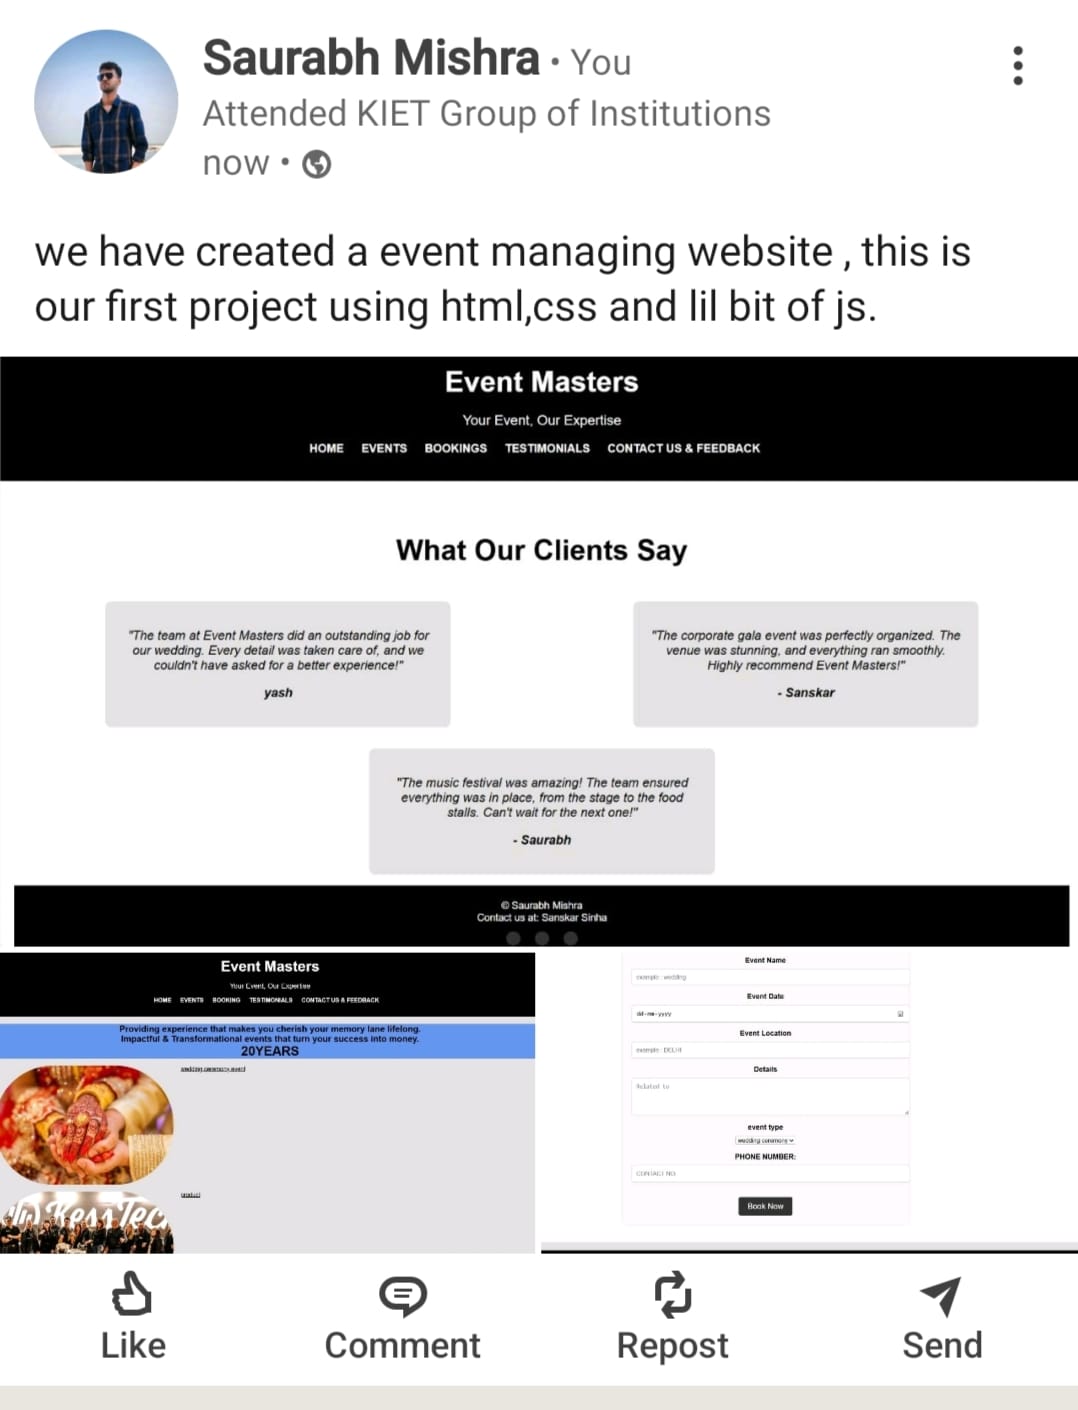 Saurabh Mishra • You
Attended KIET Group of Institutions
now •
we have created a event managing website , this is
our first project using html,css and lil bit of js.
Event Masters
Your Event, Our Expertise
HOME EVENTS BOOKINGS TESTIMONIALS CONTACT US & FEEDBACK
What Our Clients Say
"The team at Event Masters did an outstanding job for
our wedding. Every detail was taken care of, and we
couldn't have asked for a better experience!"
yash
"The corporate gala event was perfectly organized. The
venue was stunning, and everything ran smoothly.
Highly recommend Event Masters!"
- Sanskar
"The music festival was amazing! The team ensured
everything was in place, from the stage to the food
stalls. Can't wait for the next one!"
- Saurabh
© Saurabh Mishra
Contact us at: Sanskar Sinha
Event Masters
Your Event, Our Expertise
HOME EVENTS BOOKING TESTIMONIALS CONTACT US & FEEDBACK
Providing experience that makes you cherish your memory lane lifelong.
Impactful & Transformational events that turn your success into money.
20YEARS
wedding ceremony event
product
Event Name
example : wedding
Event Date
dd-mm-yyyy
Event Location
example : DELHI
Details
Related to
event type
wedding ceremony
PHONE NUMBER:
CONTACT NO
Book Now
Like
Comment
Repost
Send